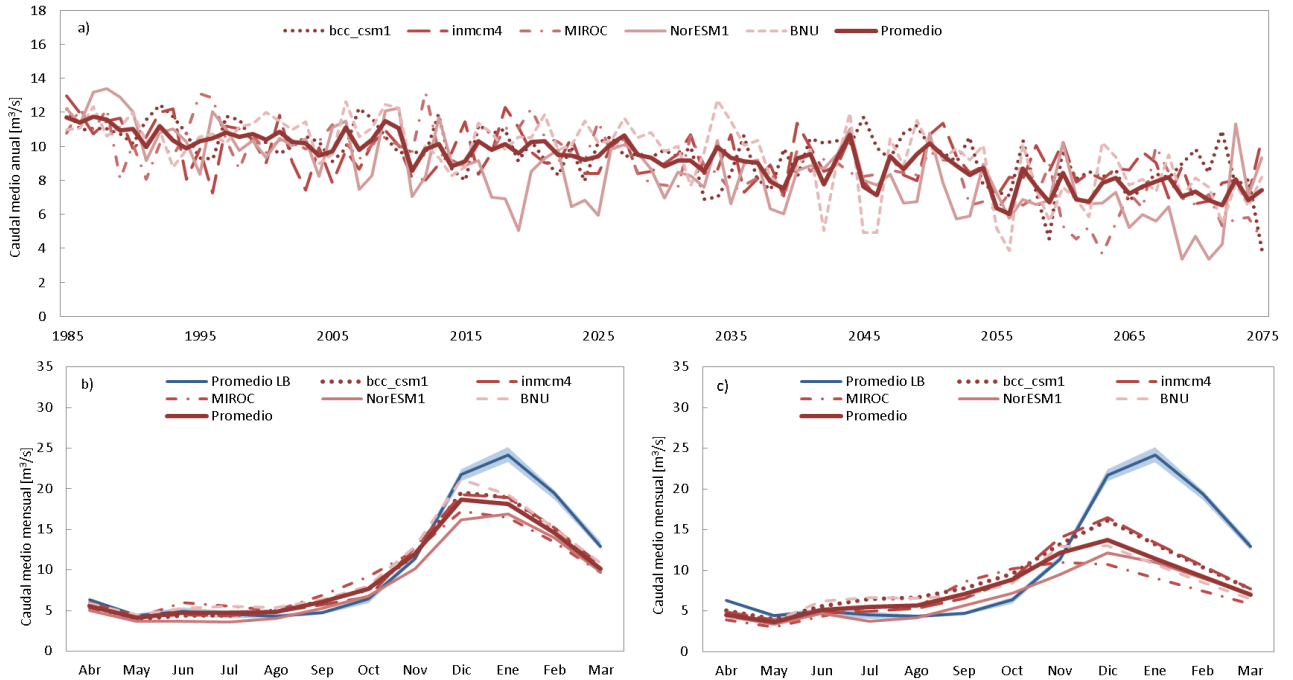 a)
bcc_csm1 inmcm4 MIROC NorESM1 BNU Promedio
Caudal medio anual [m³/s]
18
16
14
12
10
8
6
4
2
0
1985 1995 2005 2015 2025 2035 2045 2055 2065 2075
b)
Promedio LB bcc_csm1 inmcm4
MIROC NorESM1 BNU
Promedio
Caudal medio mensual [m³/s]
35
30
25
20
15
10
5
0
Abr May Jun Jul Ago Sep Oct Nov Dic Ene Feb Mar
c)
Promedio LB bcc_csm1 inmcm4
MIROC NorESM1 BNU
Promedio
Caudal medio mensual [m³/s]
35
30
25
20
15
10
5
0
Abr May Jun Jul Ago Sep Oct Nov Dic Ene Feb Mar